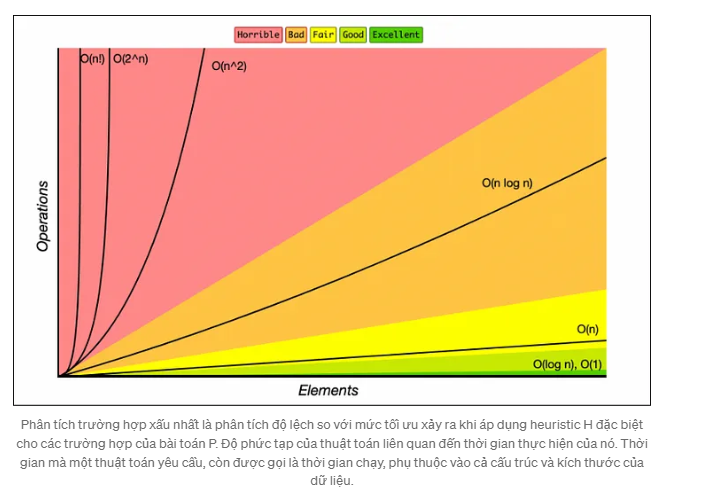 Horrible Bad Fair Good Excellent
O(n!) O(2^n)
O(n^2)
O(n log n)
O(n)
O(log n), O(1)
Operations
Elements
Phân tích trường hợp xấu nhất là phân tích độ lệch so với mức tối ưu xảy ra khi áp dụng heuristic H đặc biệt
cho các trường hợp của bài toán P. Độ phức tạp của thuật toán liên quan đến thời gian thực hiện của nó. Thời
gian mà một thuật toán yêu cầu, còn được gọi là thời gian chạy, phụ thuộc vào cả cấu trúc và kích thước của
dữ liệu.